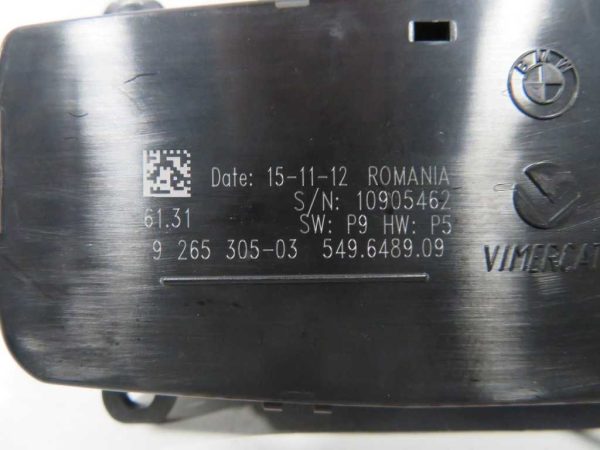 BMW
Date: 15-11-12 ROMANIA
S/N: 10905462
61.31 SW: P9 HW: P5
9 265 305-03 549.6489.09